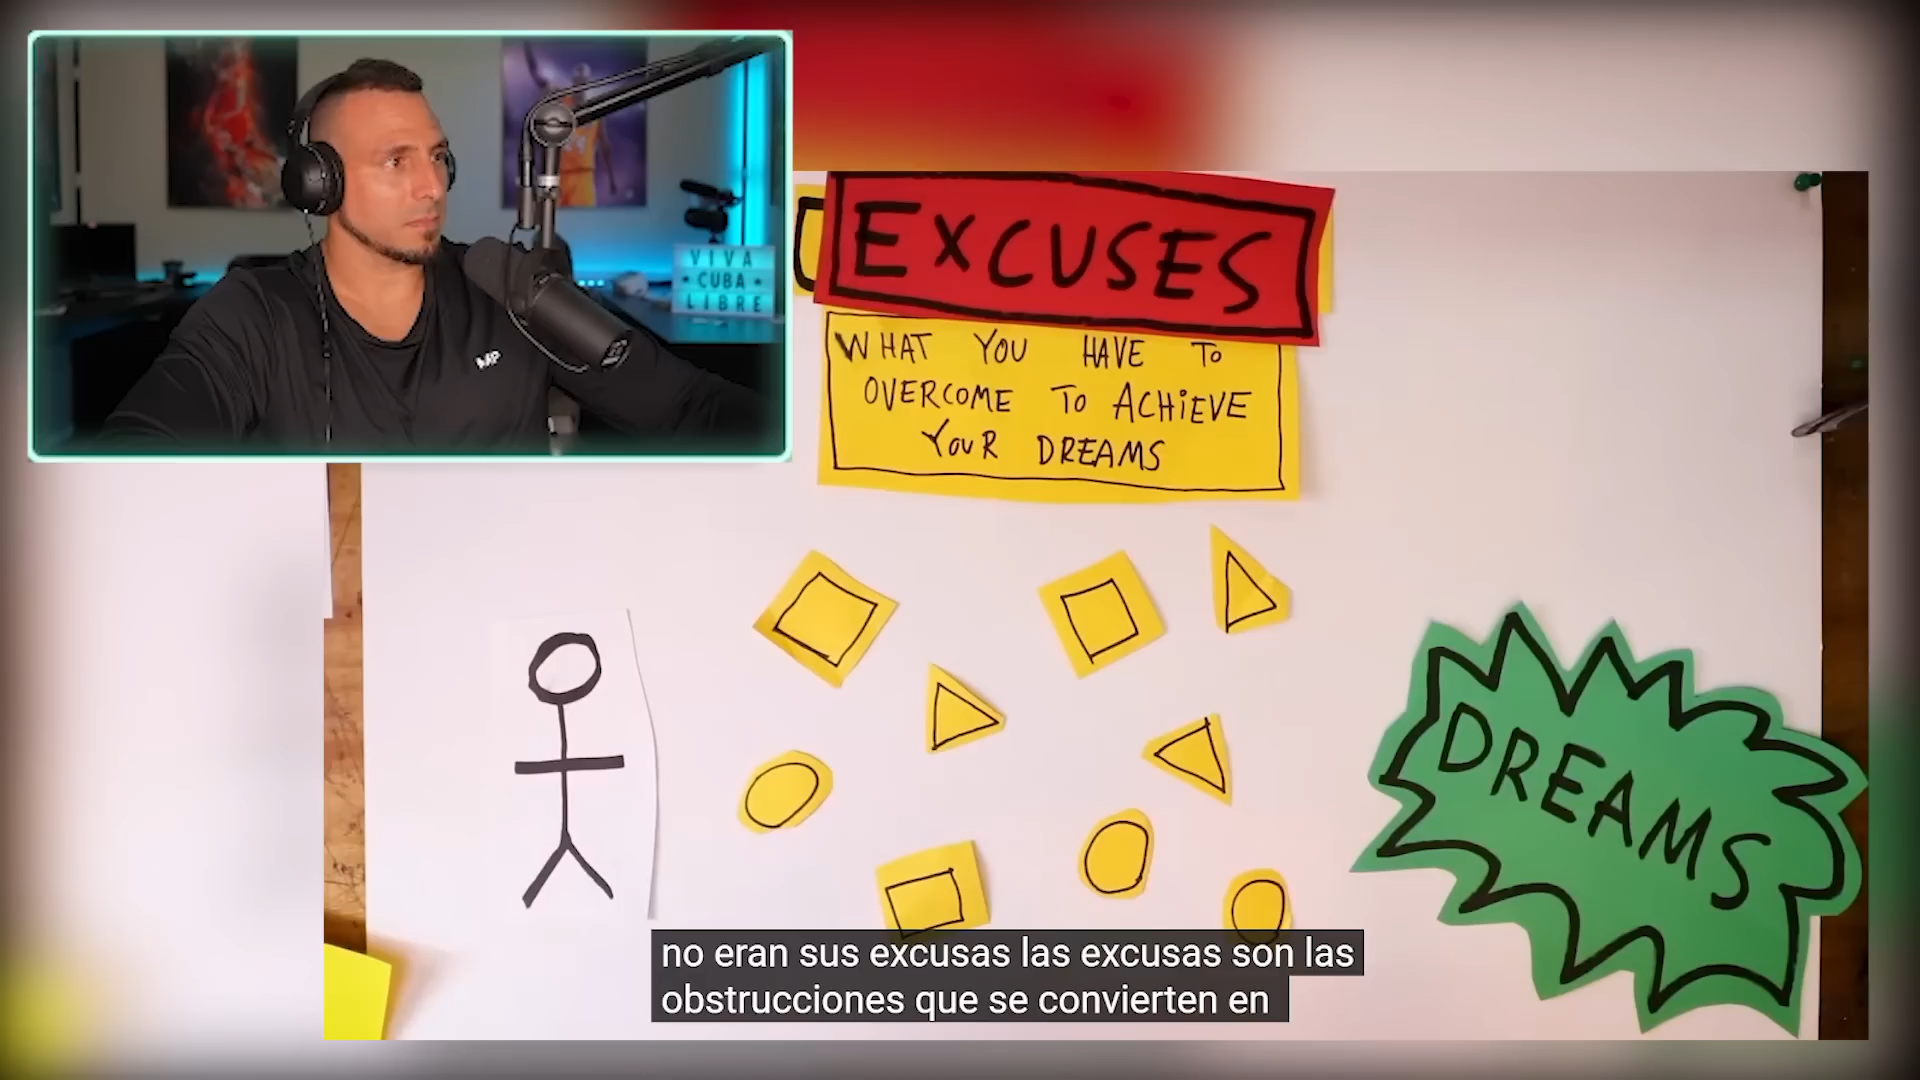 VIVA
CUBA
LIBRE
MP
EXCUSES
WHAT YOU HAVE TO
OVERCOME TO ACHiEVE
YouR DREAMS
DREAMS
no eran sus excusas las excusas son las
obstrucciones que se convierten en